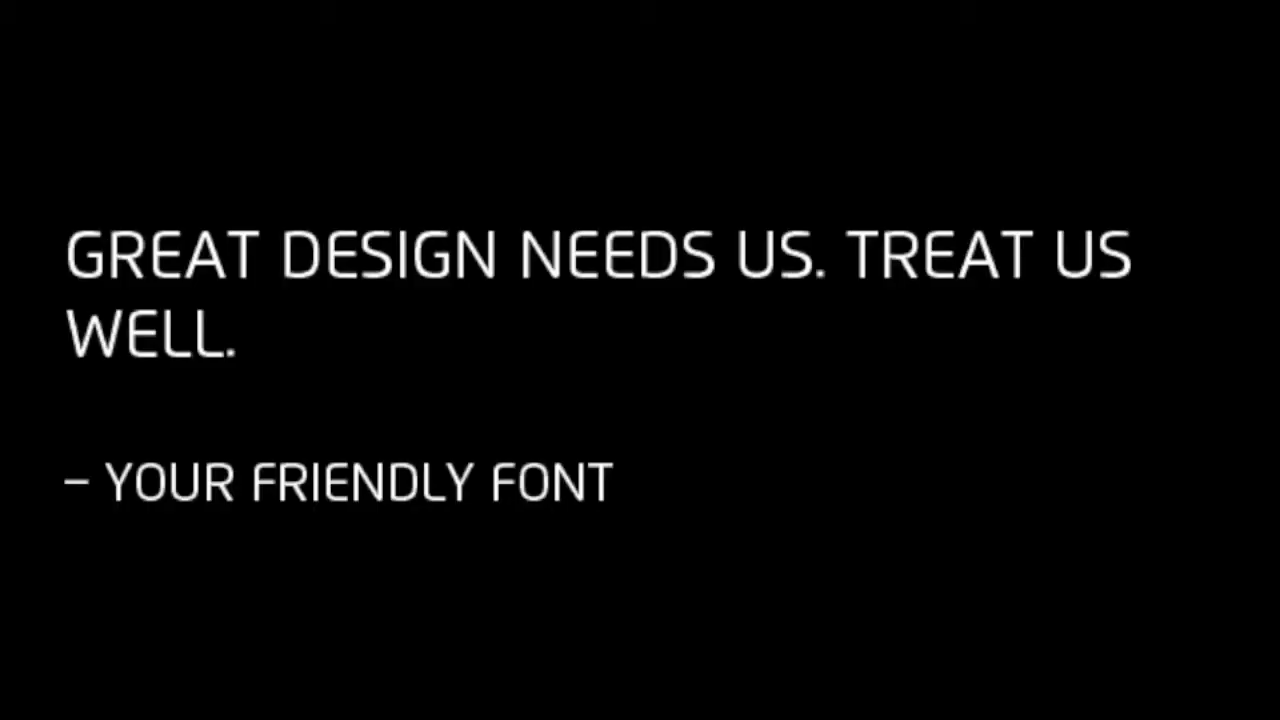 GREAT DESIGN NEEDS US. TREAT US
WELL.
– YOUR FRIENDLY FONT